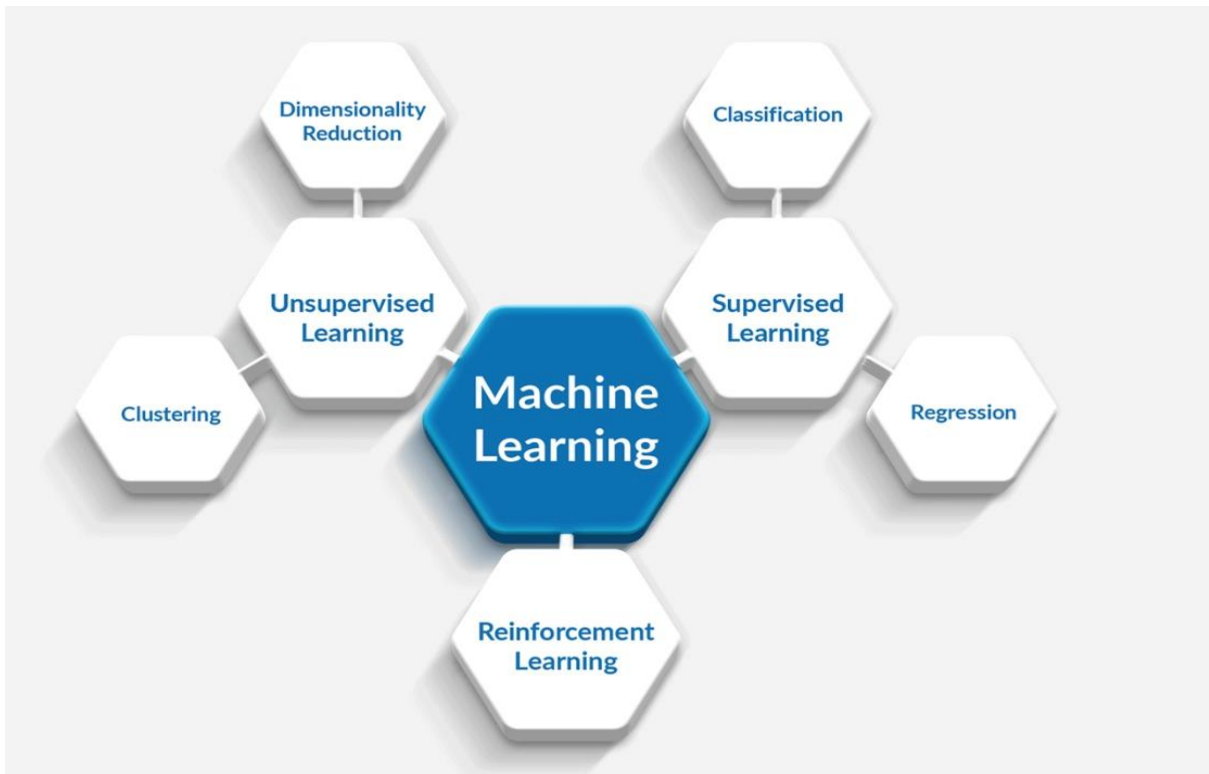 Dimensionality
Reduction
Classification
Unsupervised
Learning
Supervised
Learning
Machine
Learning
Clustering
Regression
Reinforcement
Learning